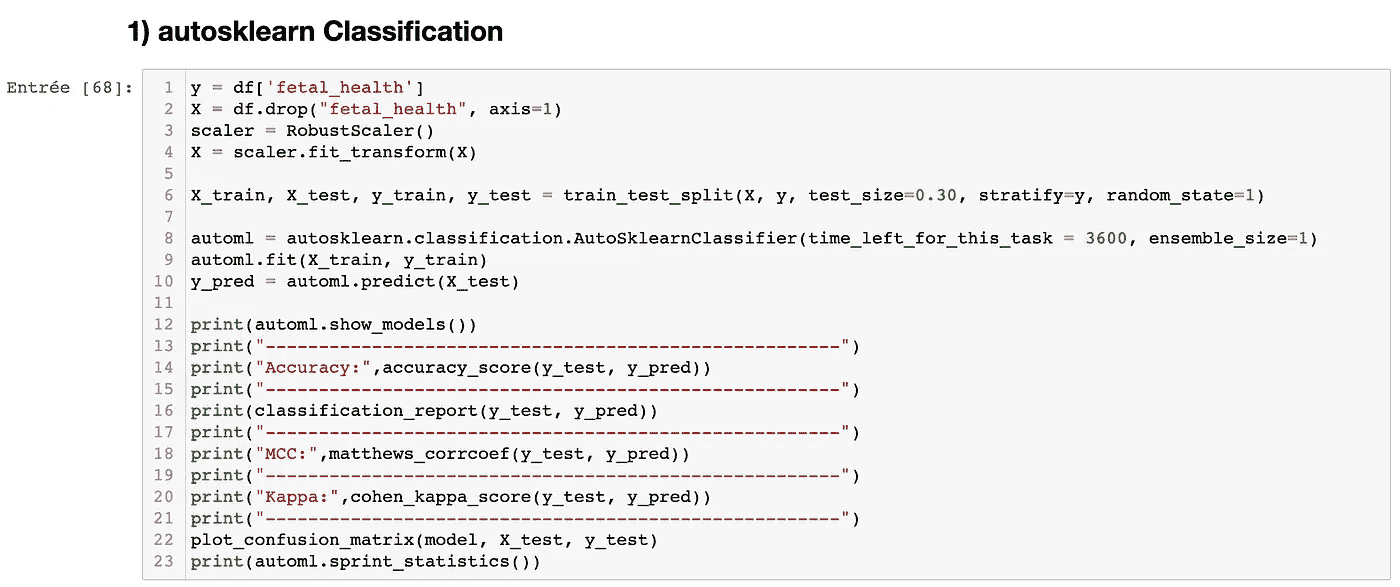 1) autosklearn Classification
Entrée [68]:
1 y = df['fetal_health']
2 X = df.drop("fetal_health", axis=1)
3 scaler = RobustScaler()
4 X = scaler.fit_transform(X)
5
6 X_train, X_test, y_train, y_test = train_test_split(X, y, test_size=0.30, stratify=y, random_state=1)
7
8 automl = autosklearn.classification.AutoSklearnClassifier(time_left_for_this_task = 3600, ensemble_size=1)
9 automl.fit(X_train, y_train)
10 y_pred = automl.predict(X_test)
11
12 print(automl.show_models())
13 print("------------------------------------------------------")
14 print("Accuracy:",accuracy_score(y_test, y_pred))
15 print("------------------------------------------------------")
16 print(classification_report(y_test, y_pred))
17 print("------------------------------------------------------")
18 print("MCC:",matthews_corrcoef(y_test, y_pred))
19 print("------------------------------------------------------")
20 print("Kappa:",cohen_kappa_score(y_test, y_pred))
21 print("------------------------------------------------------")
22 plot_confusion_matrix(model, X_test, y_test)
23 print(automl.sprint_statistics())